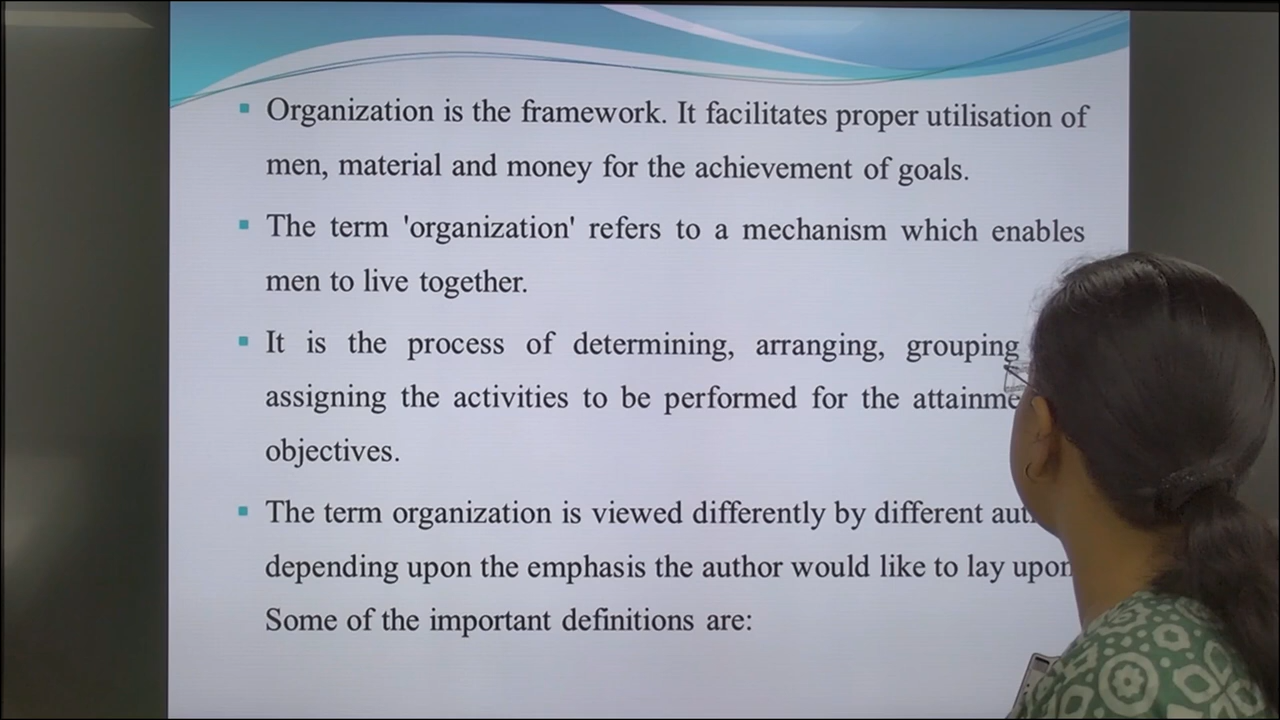 Organization is the framework. It facilitates proper utilisation of
men, material and money for the achievement of goals.
The term 'organization' refers to a mechanism which enables
men to live together.
It is the process of determining, arranging, grouping
assigning the activities to be performed for the
objectives.
The term organization is viewed differently by different
depending upon the emphasis the author would like to lay upon
Some of the important definitions are: